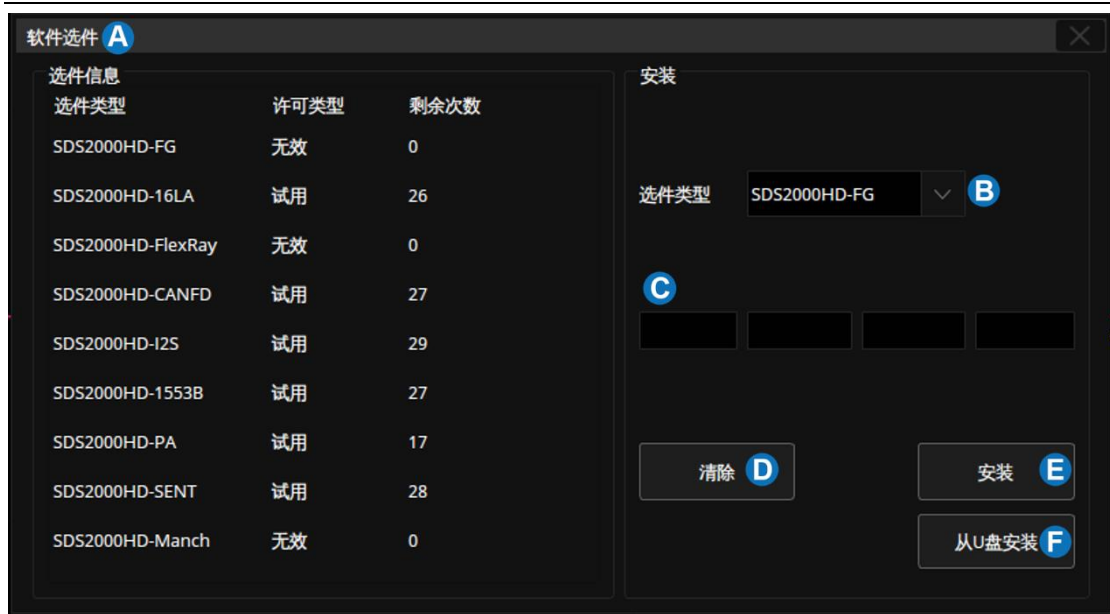 软件选件 A
选件信息
选件类型 许可类型 剩余次数
SDS2000HD-FG 无效 0
SDS2000HD-16LA 试用 26
SDS2000HD-FlexRay 无效 0
SDS2000HD-CANFD 试用 27
SDS2000HD-I2S 试用 29
SDS2000HD-1553B 试用 27
SDS2000HD-PA 试用 17
SDS2000HD-SENT 试用 28
SDS2000HD-Manch 无效 0
安装
选件类型 SDS2000HD-FG B
C
清除 D
安装 E
从U盘安装 F